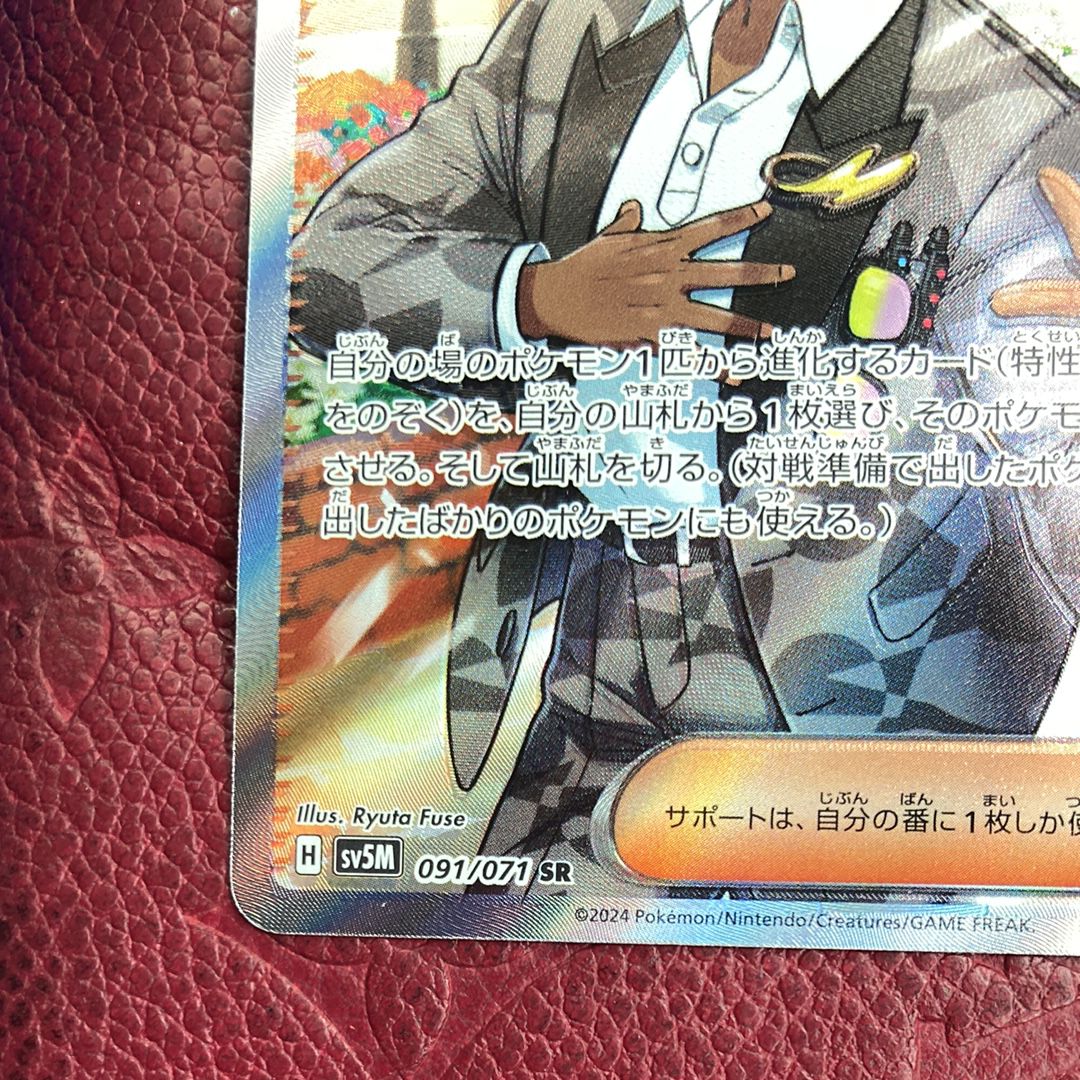 自分の場のポケモン1匹から進化するカード(特性
をのぞく)を、自分の山札から1枚選び、そのポケモ
させる。そして山札を切る。(対戦準備で出したポケ
出したばかりのポケモンにも使える。)
サポートは、自分の番に1枚しか使
Illus. Ryuta Fuse
H sv5M 091/071 SR
©2024 Pokémon/Nintendo/Creatures/GAME FREAK.